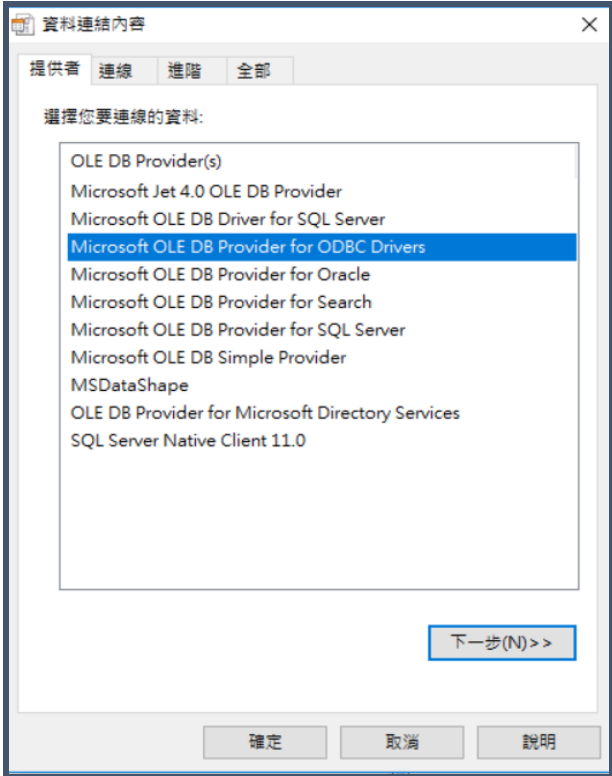 資料連結內容
提供者 連線 進階 全部
選擇您要連線的資料:
OLE DB Provider(s)
Microsoft Jet 4.0 OLE DB Provider
Microsoft OLE DB Driver for SQL Server
Microsoft OLE DB Provider for ODBC Drivers
Microsoft OLE DB Provider for Oracle
Microsoft OLE DB Provider for Search
Microsoft OLE DB Provider for SQL Server
Microsoft OLE DB Simple Provider
MSDataShape
OLE DB Provider for Microsoft Directory Services
SQL Server Native Client 11.0
下一步(N)>>
確定 取消 說明